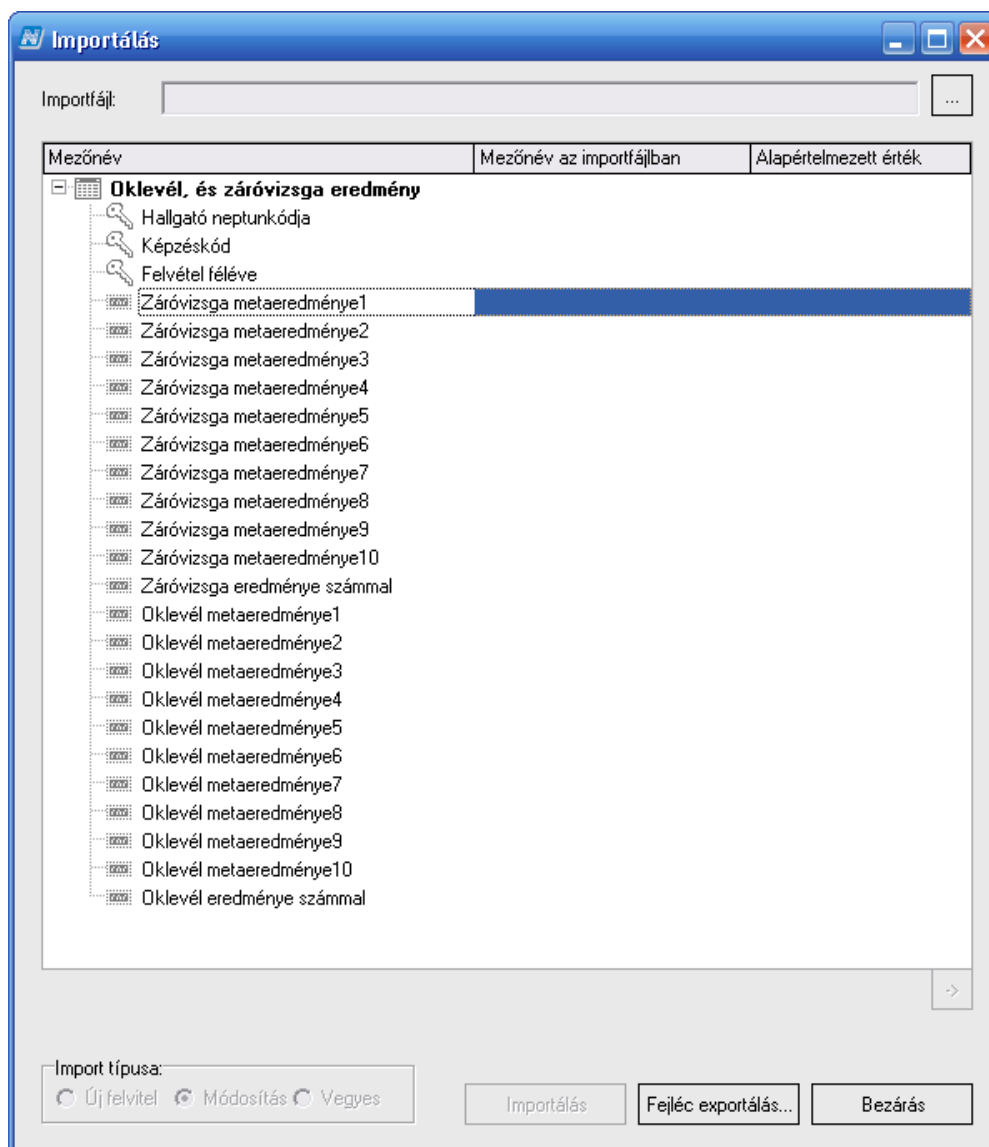 Importálás
Importfájl: ...
Mezőnév Mezőnév az importfájlban Alapértelmezett érték
Oklevél, és záróvizsga eredmény
Hallgató neptunkódja
Képzéskód
Felvétel féléve
Záróvizsga metaeredménye1
Záróvizsga metaeredménye2
Záróvizsga metaeredménye3
Záróvizsga metaeredménye4
Záróvizsga metaeredménye5
Záróvizsga metaeredménye6
Záróvizsga metaeredménye7
Záróvizsga metaeredménye8
Záróvizsga metaeredménye9
Záróvizsga metaeredménye10
Záróvizsga eredménye számmal
Oklevél metaeredménye1
Oklevél metaeredménye2
Oklevél metaeredménye3
Oklevél metaeredménye4
Oklevél metaeredménye5
Oklevél metaeredménye6
Oklevél metaeredménye7
Oklevél metaeredménye8
Oklevél metaeredménye9
Oklevél metaeredménye10
Oklevél eredménye számmal
->
Import típusa:
Új felvitel Módosítás Vegyes
Importálás Fejléc exportálás... Bezárás